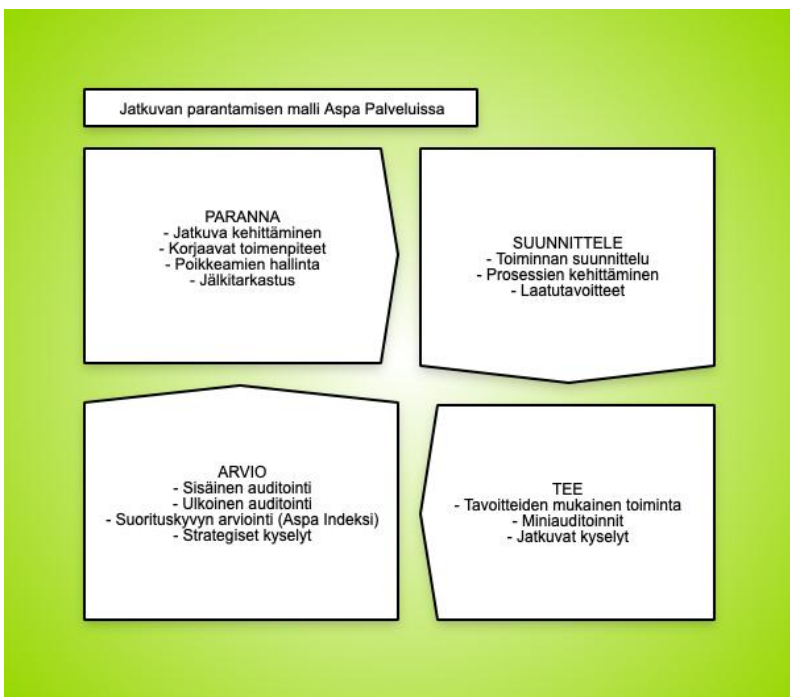 Jatkuvan parantamisen malli Aspa Palveluissa
PARANNA
- Jatkuva kehittäminen
- Korjaavat toimenpiteet
- Poikkeamien hallinta
- Jälkitarkastus
SUUNNITTELE
- Toiminnan suunnittelu
- Prosessien kehittäminen
- Laatutavoitteet
ARVIO
- Sisäinen auditointi
- Ulkoinen auditointi
- Suorituskyvyn arviointi (Aspa Indeksi)
- Strategiset kyselyt
TEE
- Tavoitteiden mukainen toiminta
- Miniauditoinnit
- Jatkuvat kyselyt